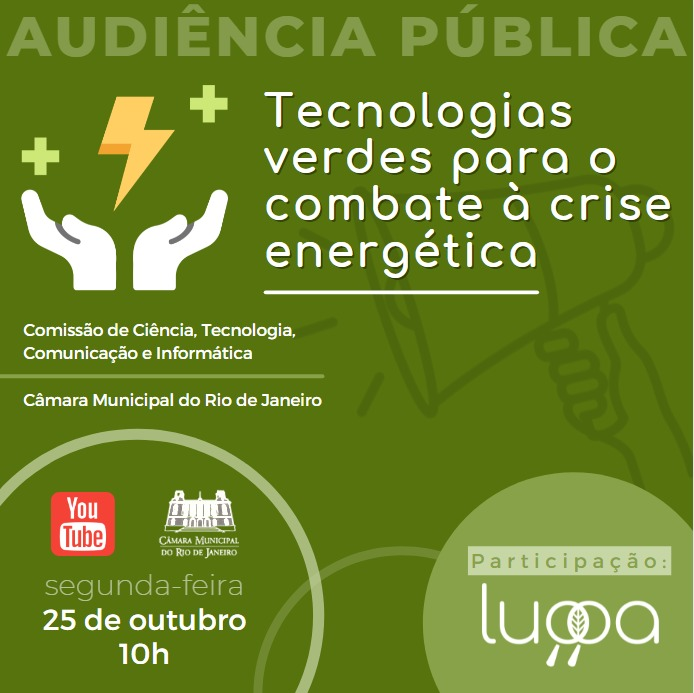 AUDIÊNCIA PÚBLICA
Tecnologias
verdes para o
combate à crise
energética
Comissão de Ciência, Tecnologia,
Comunicação e Informática
Câmara Municipal do Rio de Janeiro
You
Tube
CÂMARA MUNICIPAL
DO RIO DE JANEIRO
segunda-feira
25 de outubro
10h
Participação:
luppa